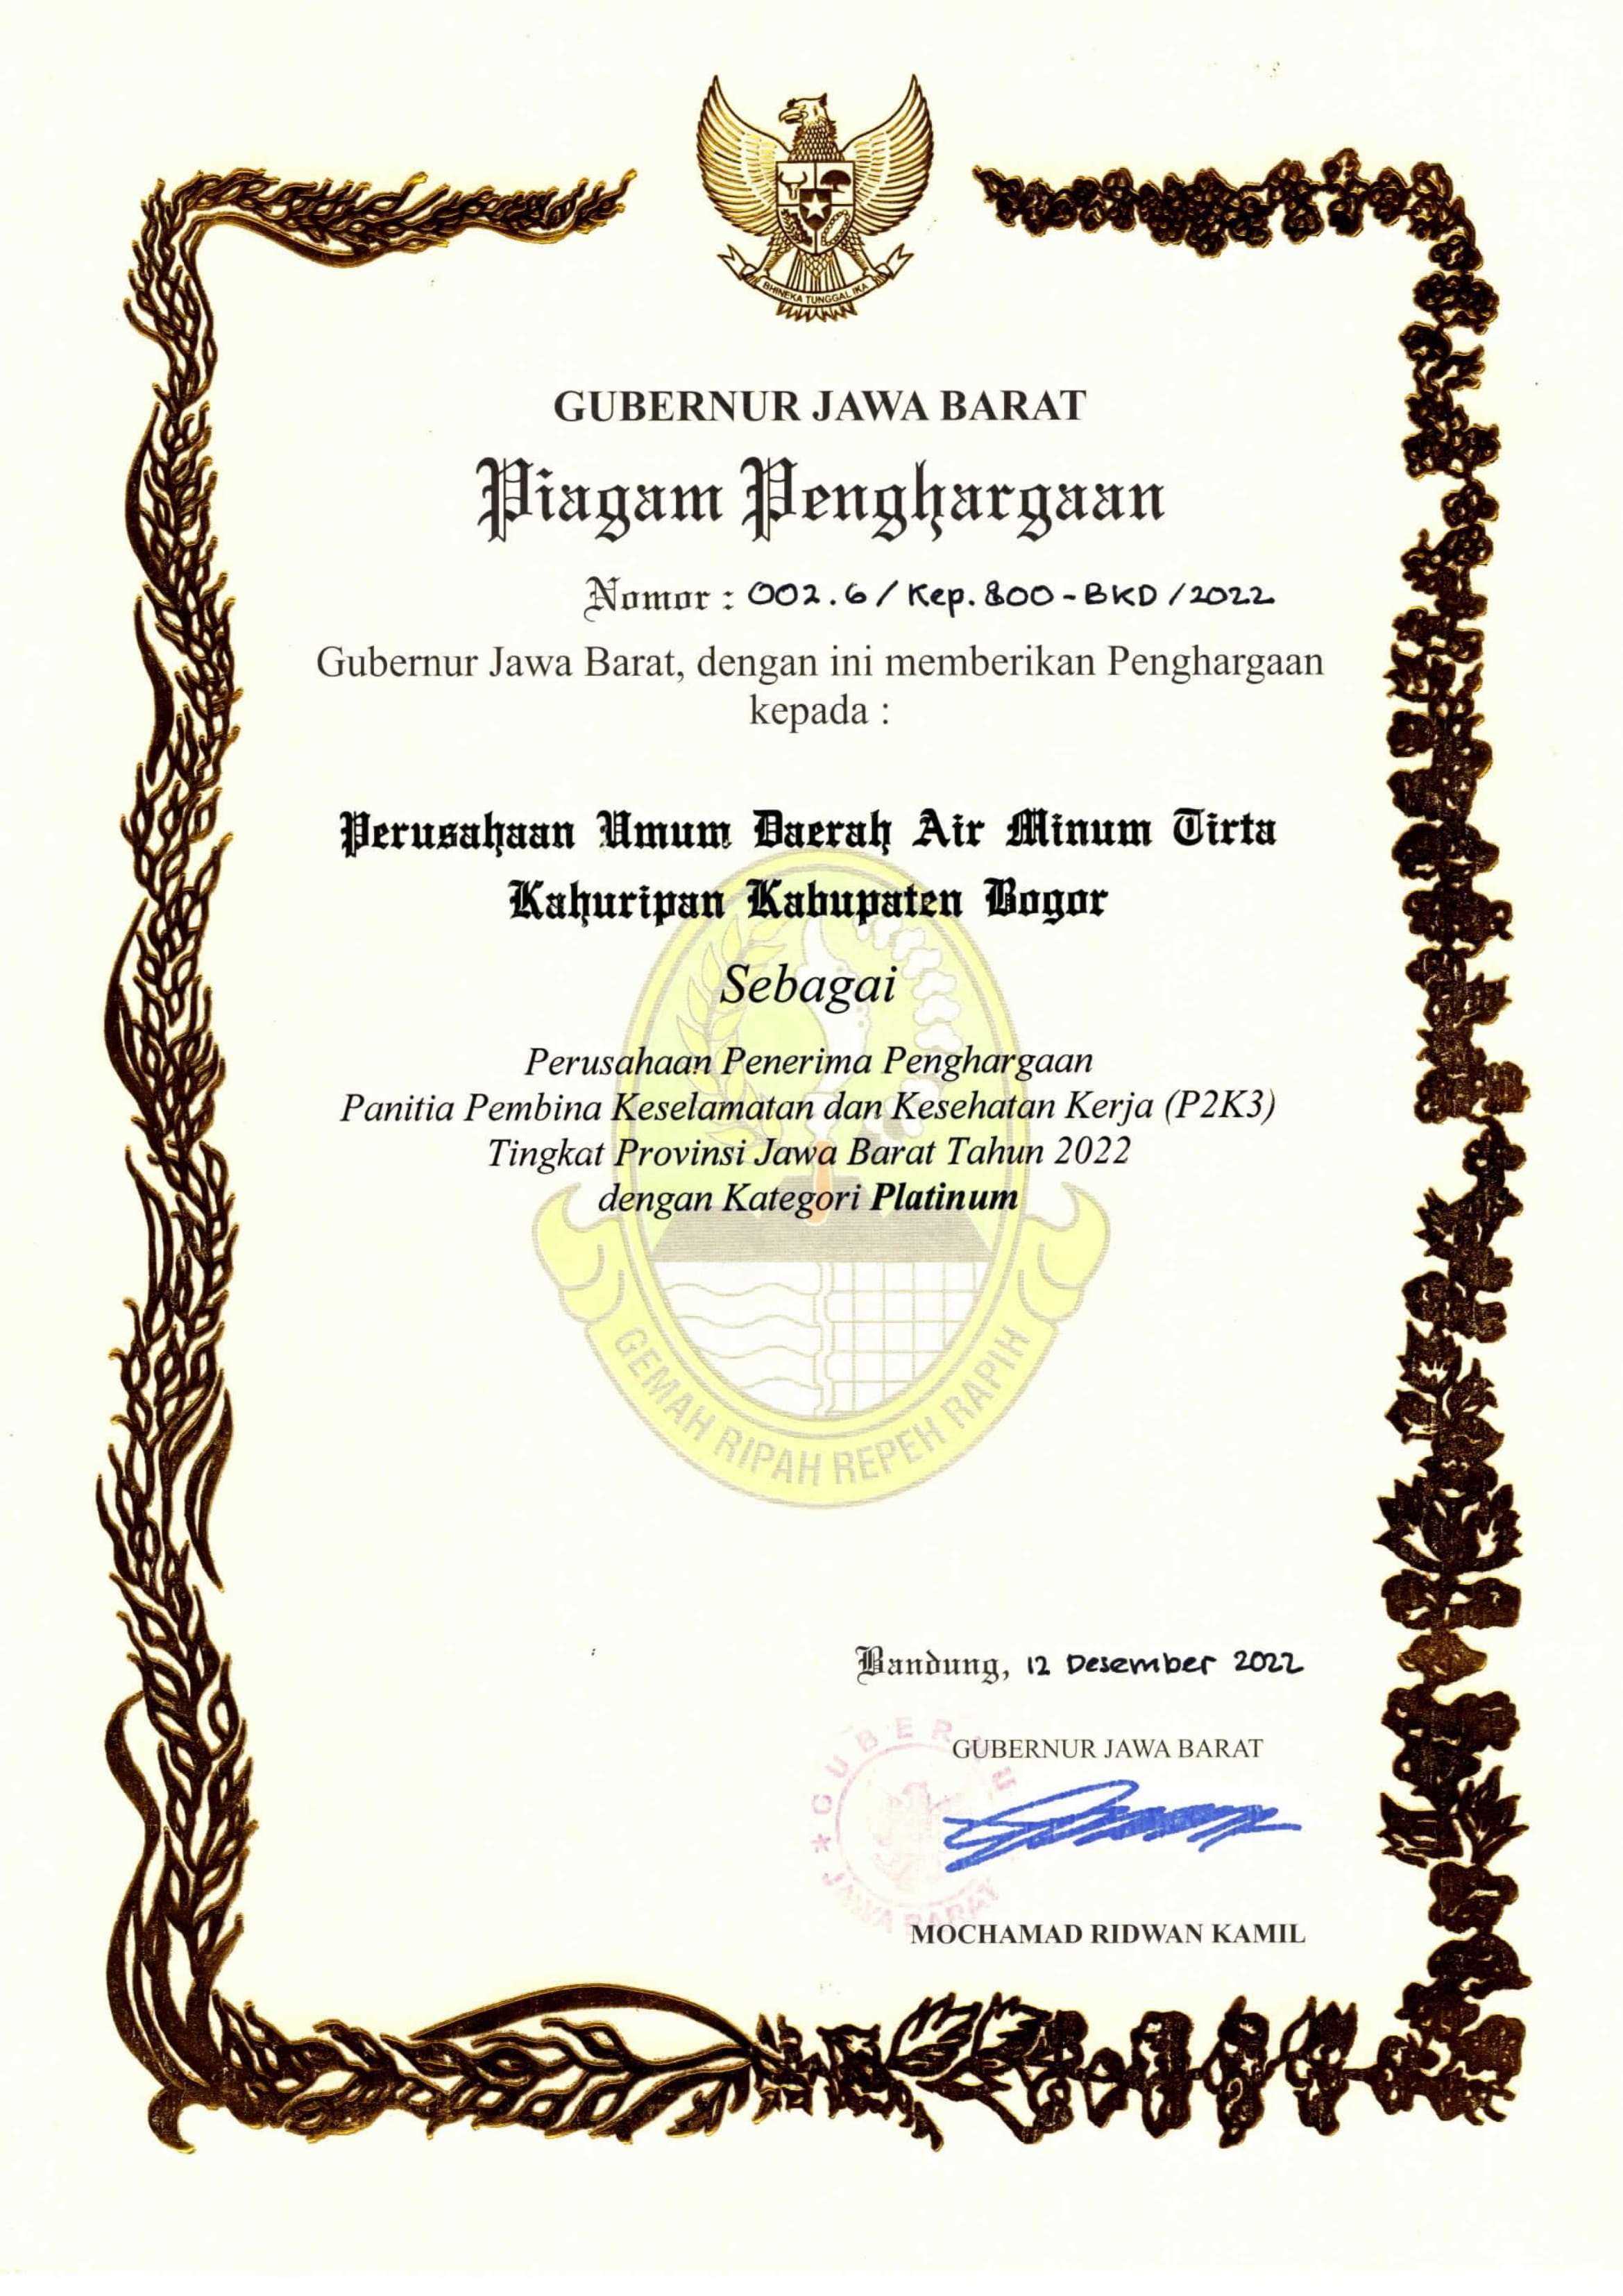 BHINEKA TUNGGAL IKA
GUBERNUR JAWA BARAT
Piagam Penghargaan
Nomor : 002.6 / Kep. 800 - BKD / 2022
Gubernur Jawa Barat, dengan ini memberikan Penghargaan
kepada :
Perusahaan Umum Daerah Air Minum Tirta
Kahuripan Kabupaten Bogor
Sebagai
Perusahaan Penerima Penghargaan
Panitia Pembina Keselamatan dan Kesehatan Kerja (P2K3)
Tingkat Provinsi Jawa Barat Tahun 2022
dengan Kategori Platinum
GEMAH RIPAH REPEH RAPIH
Bandung, 12 Desember 2022
GUBERNUR JAWA BARAT
GUBERNUR
JAWA BARAT
MOCHAMAD RIDWAN KAMIL